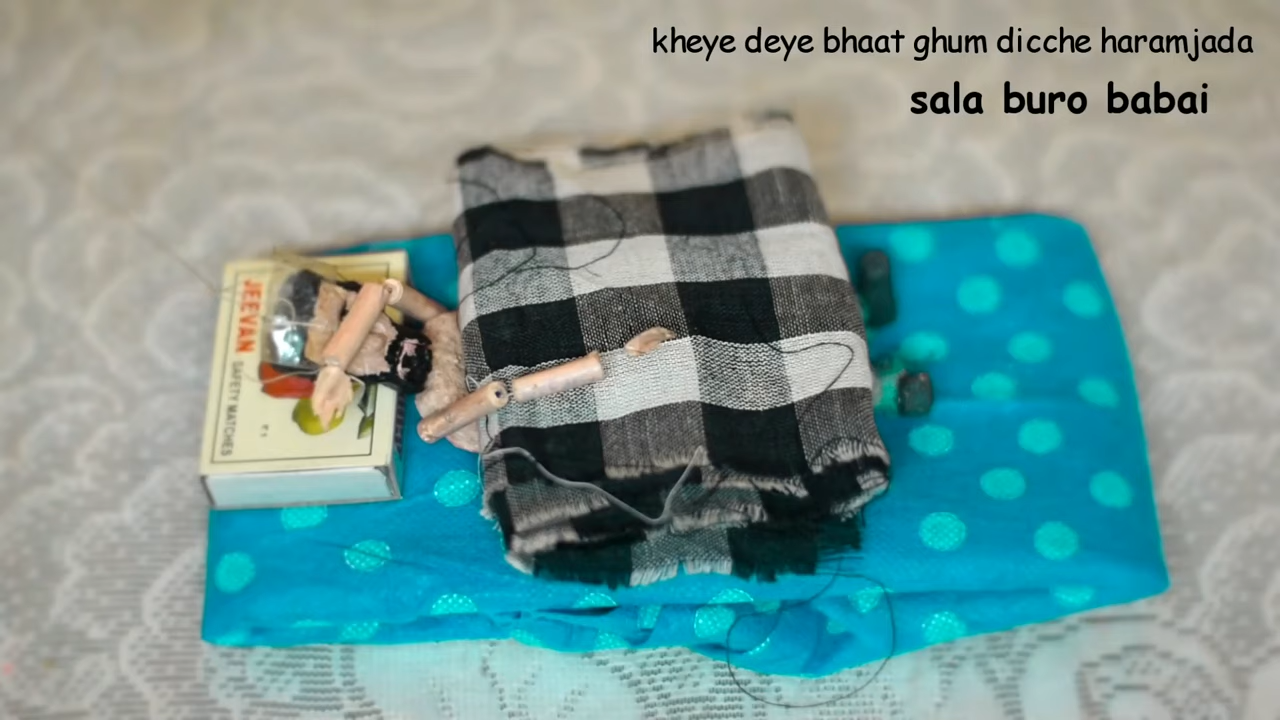 kheye deye bhaat ghum dicche haramjada
sala buro babai
JEEVAN
SAFETY MATCHES